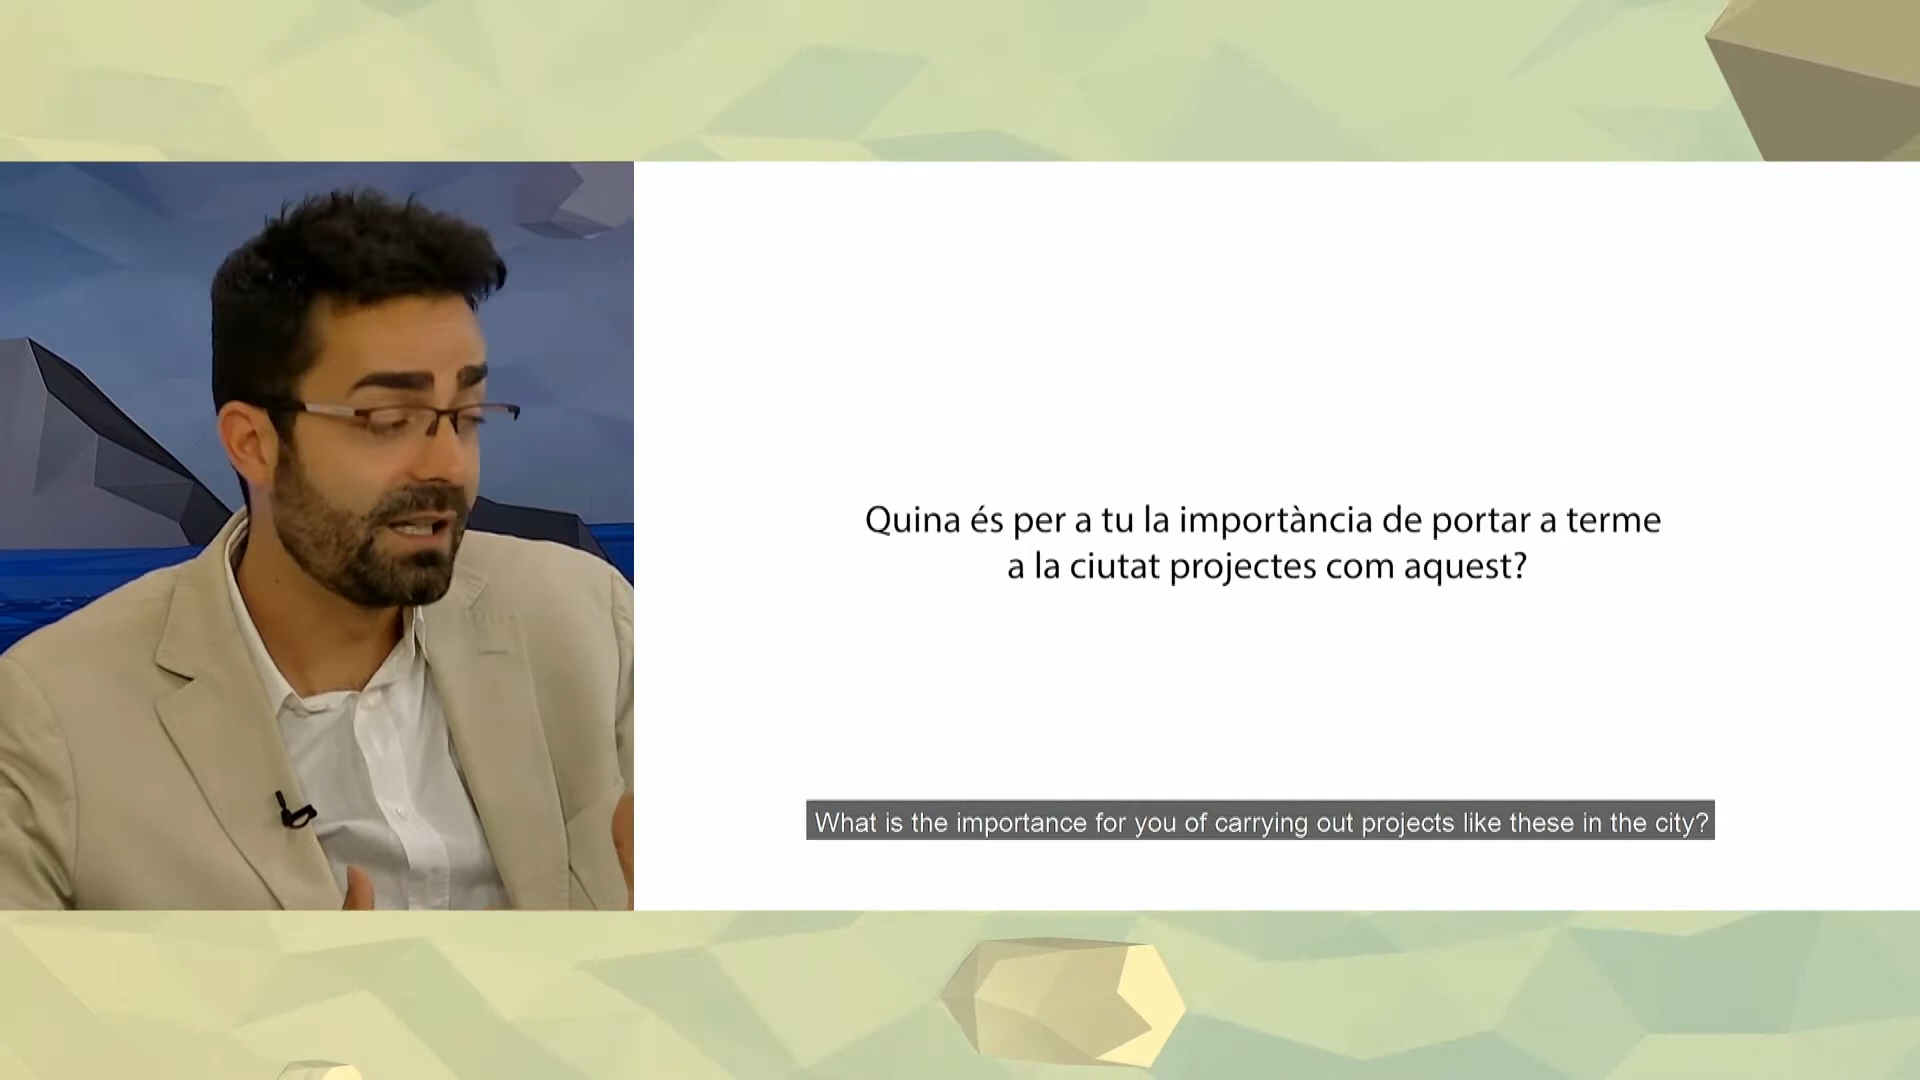 Quina és per a tu la importància de portar a terme
a la ciutat projectes com aquest?
What is the importance for you of carrying out projects like these in the city?